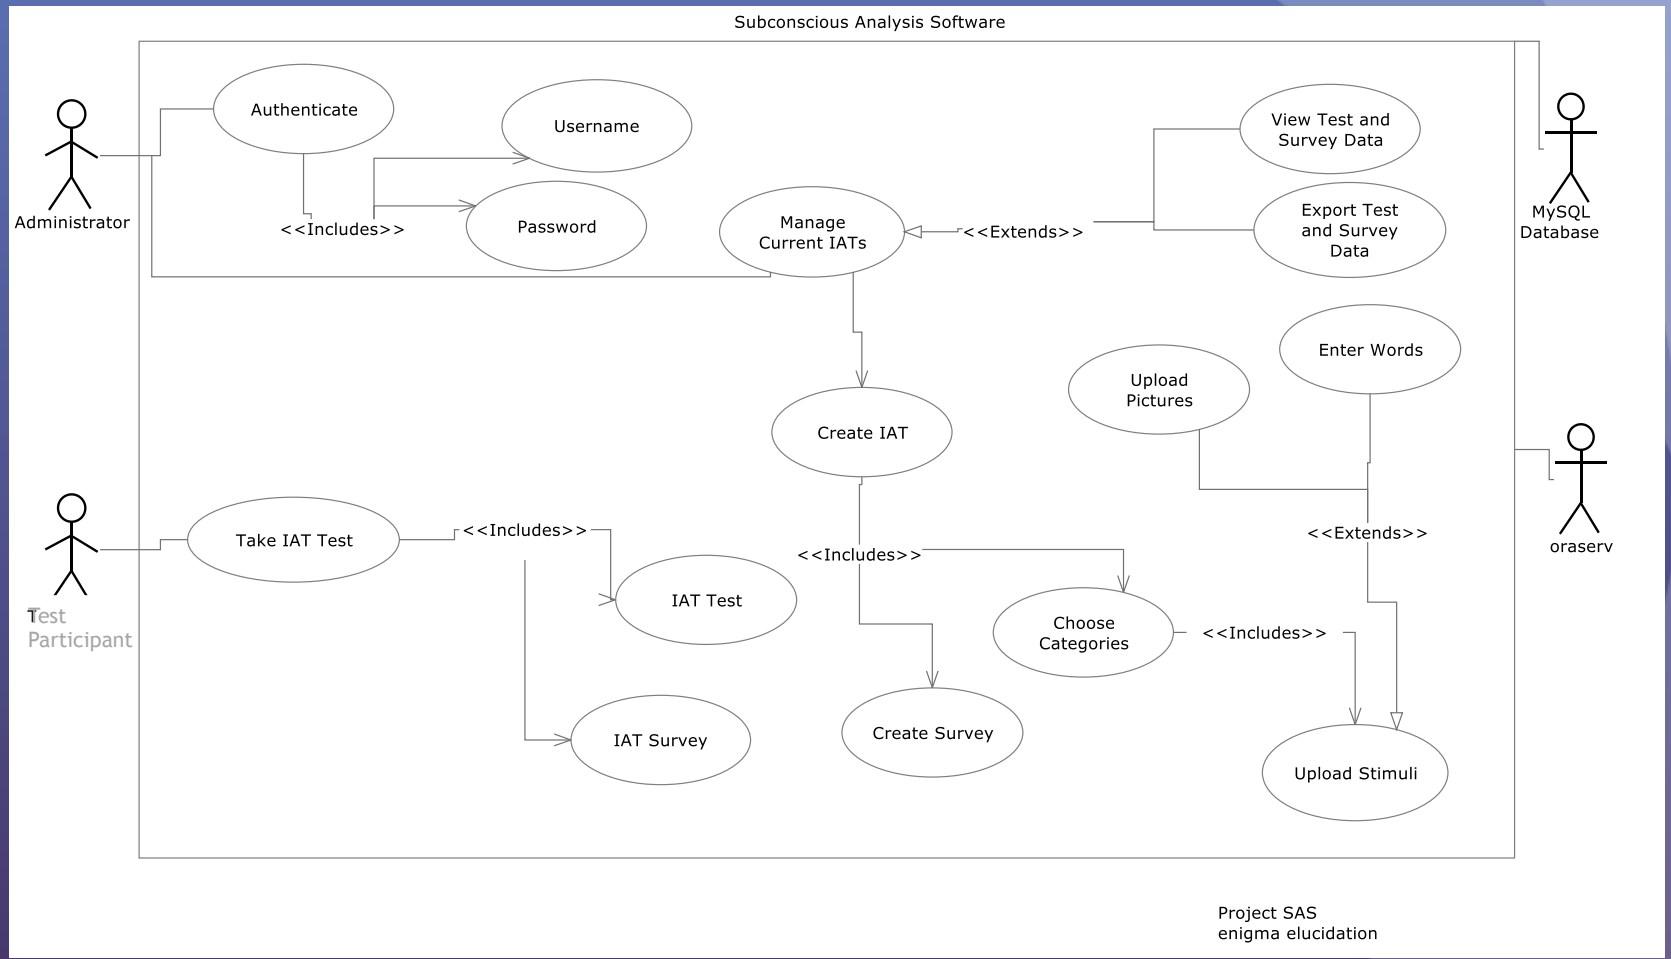 Subconscious Analysis Software
Authenticate
Username
<<Includes>>
Password
Administrator
Manage
Current IATs
<<Extends>>
View Test and
Survey Data
Export Test
and Survey
Data
MySQL
Database
Enter Words
Upload
Pictures
Create IAT
<<Extends>>
oraserv
Take IAT Test
<<Includes>>
Test
Participant
IAT Test
IAT Survey
<<Includes>>
Choose
Categories
<<Includes>>
Create Survey
Upload Stimuli
Project SAS
enigma elucidation